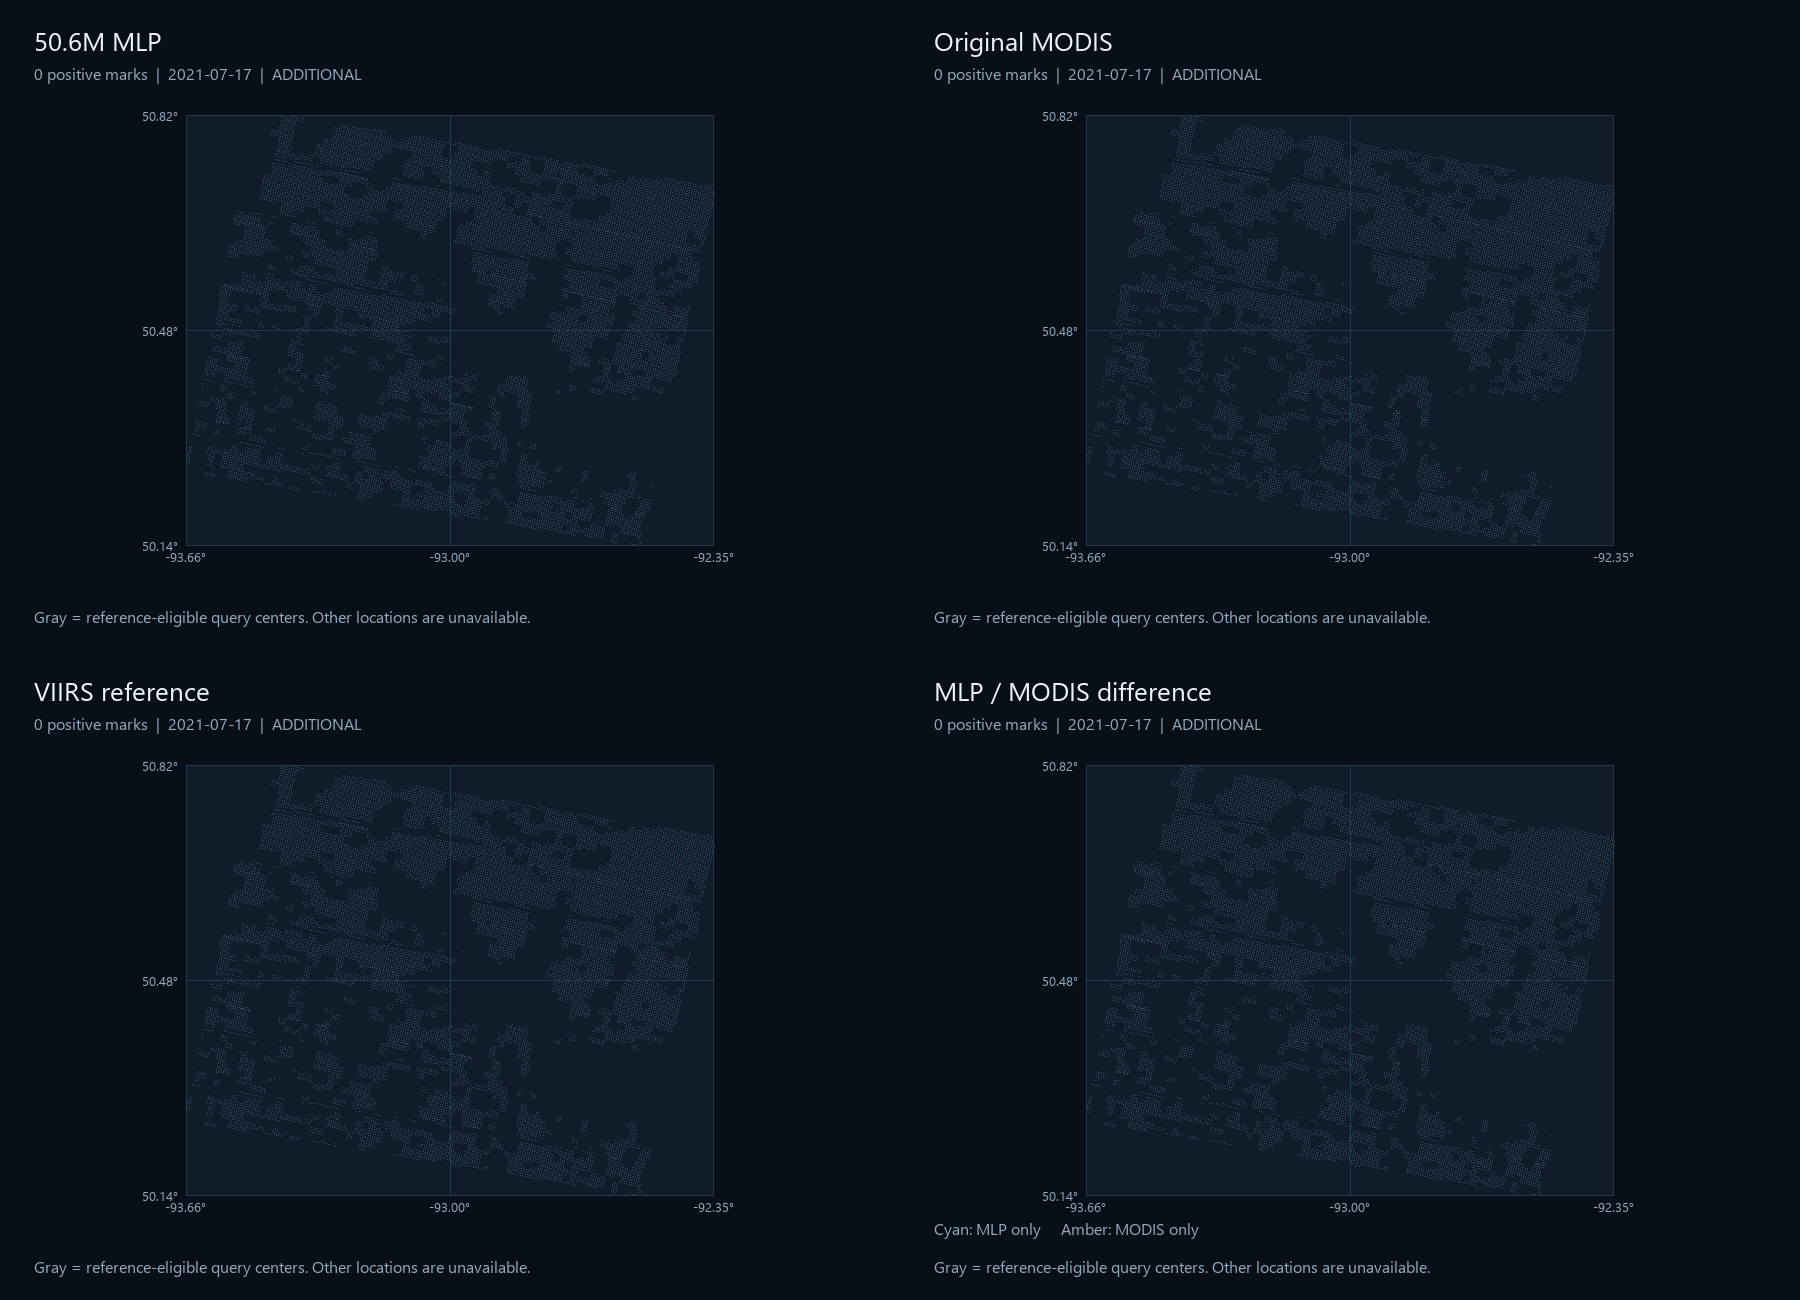 50.6M MLP
0 positive marks | 2021-07-17 | ADDITIONAL
50.82°
50.48°
50.14°
-93.66°
-93.00°
-92.35°
Gray = reference-eligible query centers. Other locations are unavailable.
Original MODIS
0 positive marks | 2021-07-17 | ADDITIONAL
50.82°
50.48°
50.14°
-93.66°
-93.00°
-92.35°
Gray = reference-eligible query centers. Other locations are unavailable.
VIIRS reference
0 positive marks | 2021-07-17 | ADDITIONAL
50.82°
50.48°
50.14°
-93.66°
-93.00°
-92.35°
Gray = reference-eligible query centers. Other locations are unavailable.
MLP / MODIS difference
0 positive marks | 2021-07-17 | ADDITIONAL
50.82°
50.48°
50.14°
-93.66°
-93.00°
-92.35°
Cyan: MLP only Amber: MODIS only
Gray = reference-eligible query centers. Other locations are unavailable.